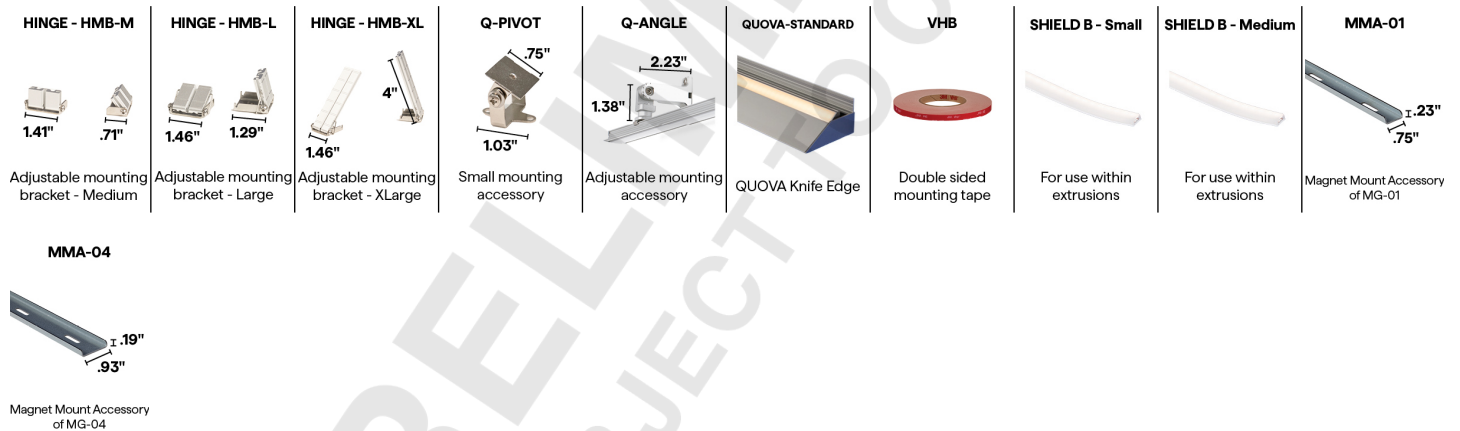 HINGE - HMB-M
1.41"
.71"
Adjustable mounting
bracket - Medium
HINGE - HMB-L
1.46"
1.29"
Adjustable mounting
bracket - Large
HINGE - HMB-XL
4"
1.46"
Adjustable mounting
bracket - XLarge
Q-PIVOT
.75"
1.03"
Small mounting
accessory
Q-ANGLE
2.23"
1.38"
Adjustable mounting
accessory
QUOVA-STANDARD
QUOVA Knife Edge
VHB
Double sided
mounting tape
SHIELD B - Small
For use within
extrusions
SHIELD B - Medium
For use within
extrusions
MMA-01
.23"
.75"
Magnet Mount Accessory
of MG-01
MMA-04
.19"
.93"
Magnet Mount Accessory
of MG-04